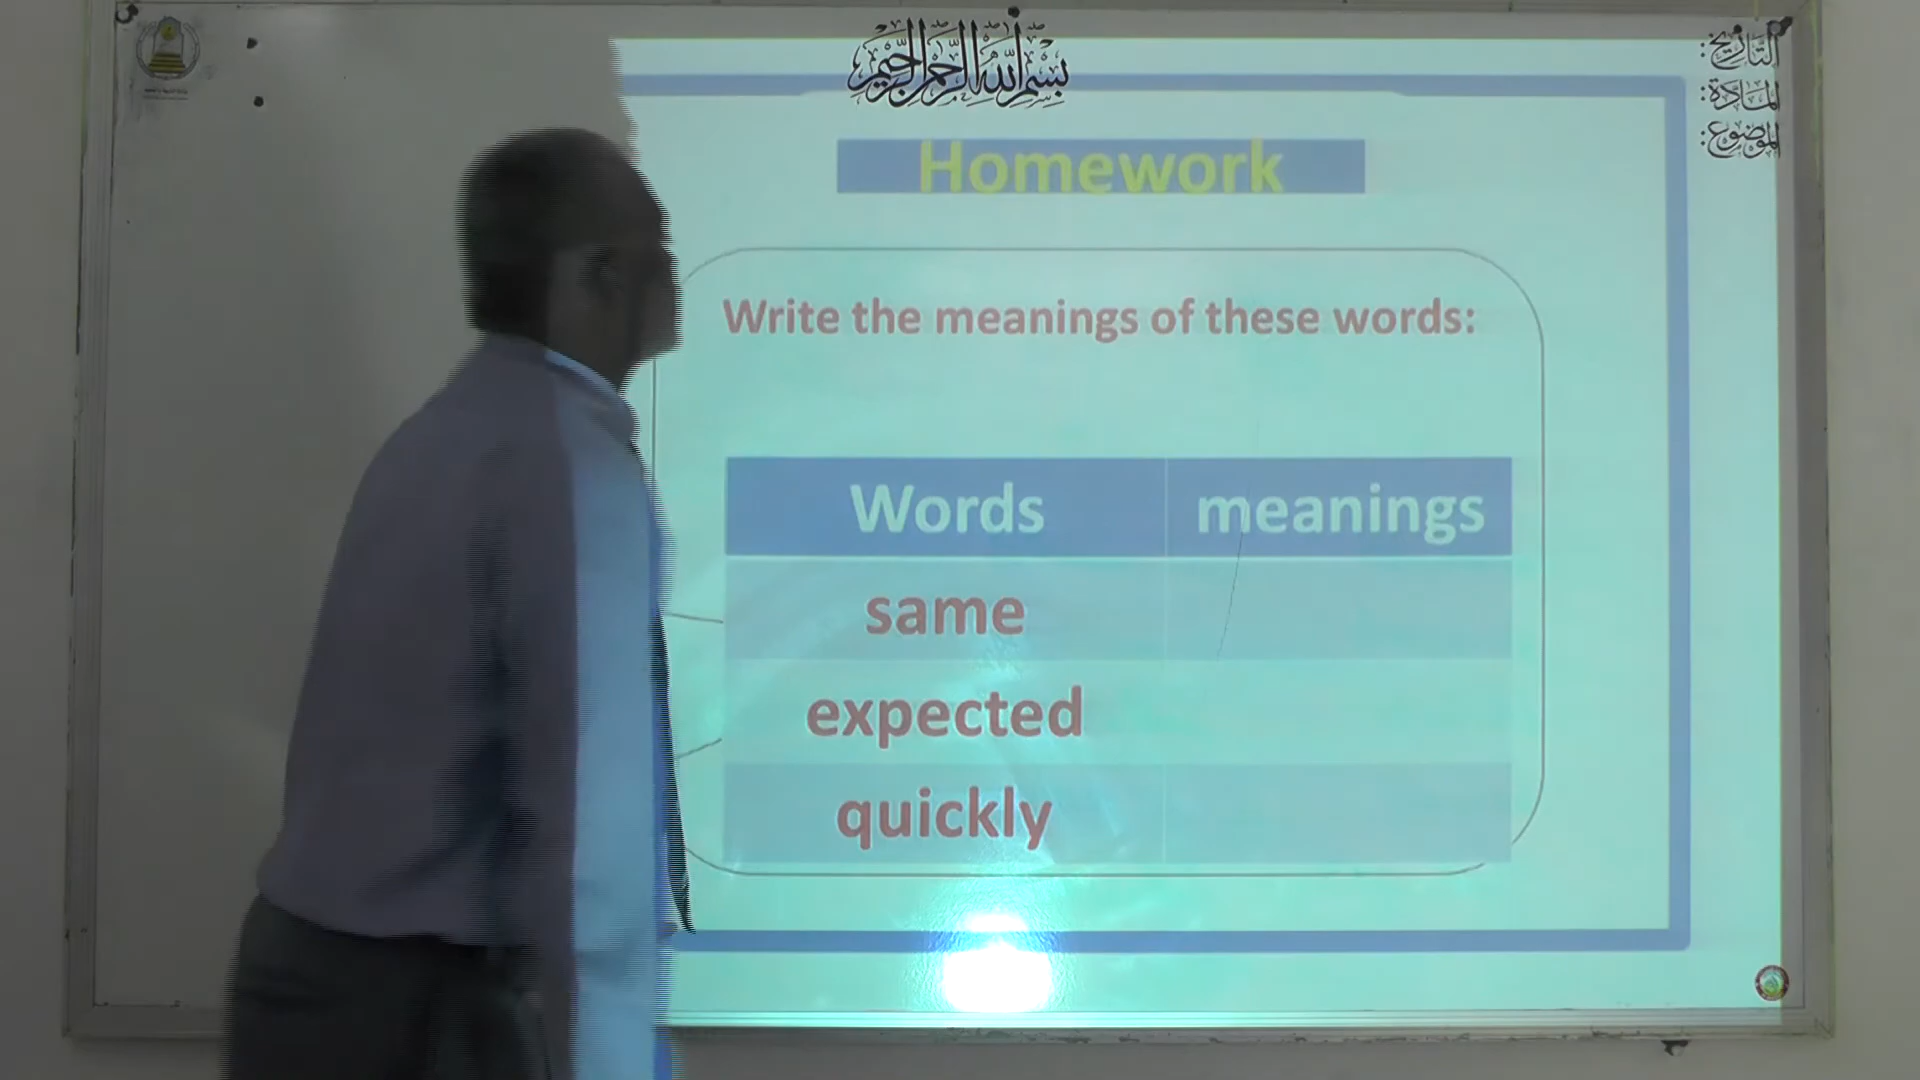 بسم الله الرحمن الرحيم
التاريخ:
المادة:
الموضوع:
Homework
Write the meanings of these words:
Words meanings
same
expected
quickly